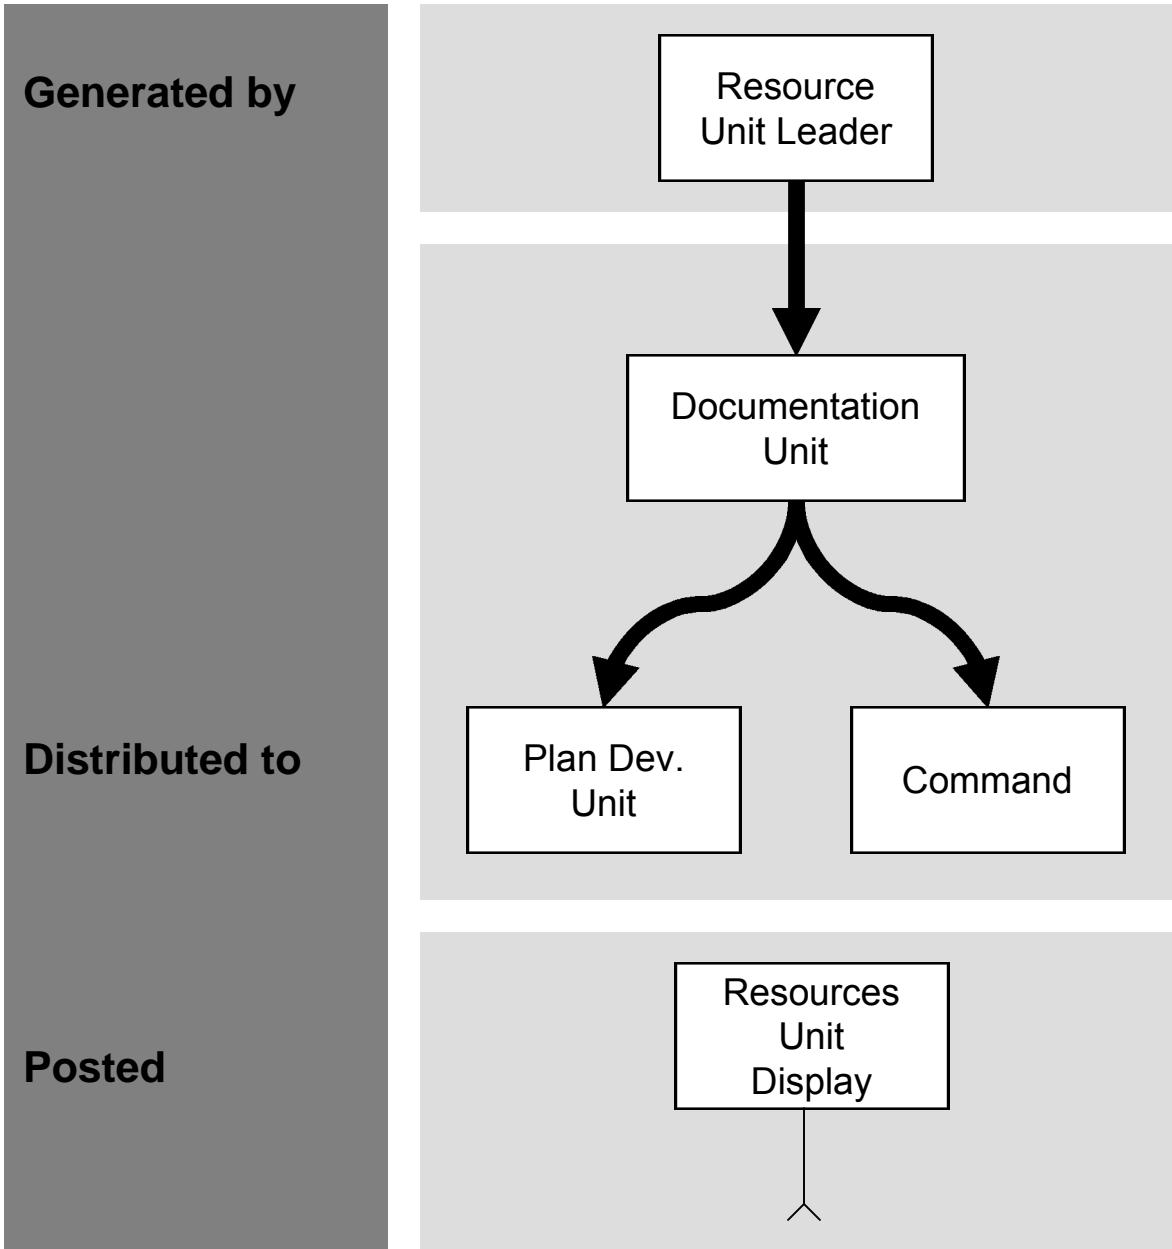 Generated by
Resource
Unit Leader
Documentation
Unit
Distributed to
Plan Dev.
Unit
Command
Posted
Resources
Unit
Display